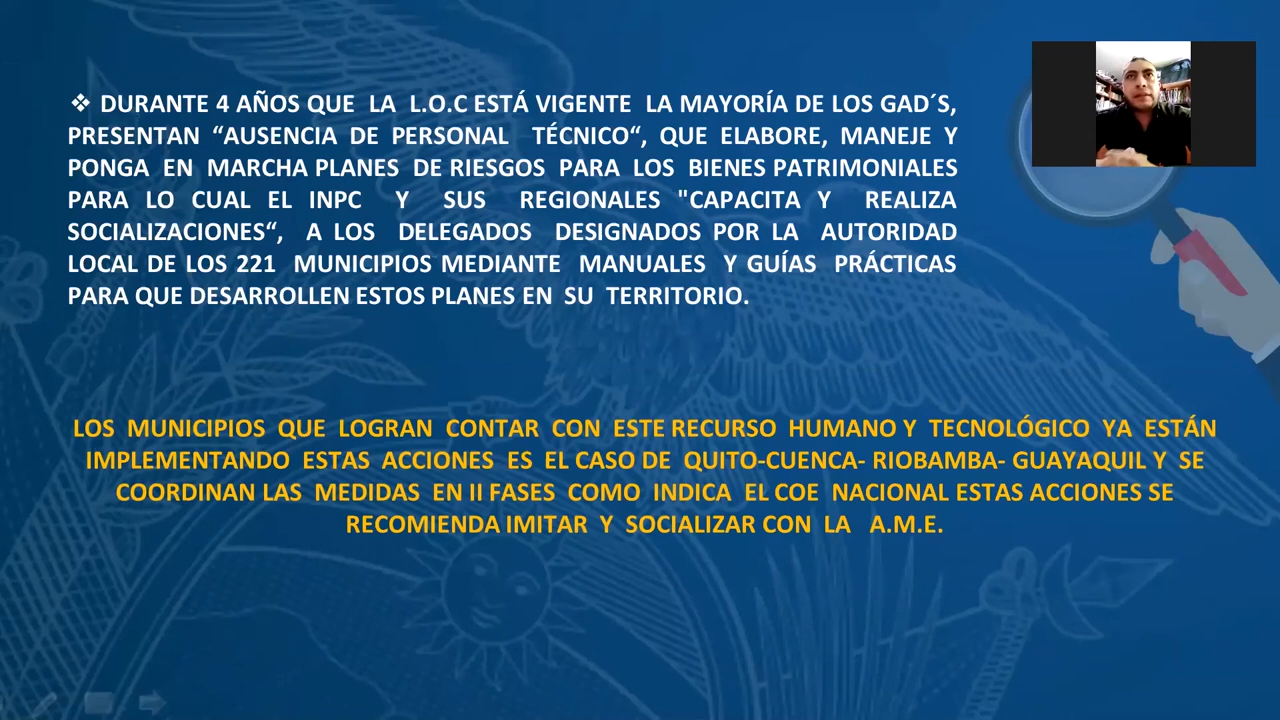 ❖ DURANTE 4 AÑOS QUE LA L.O.C ESTÁ VIGENTE LA MAYORÍA DE LOS GAD´S,
PRESENTAN “AUSENCIA DE PERSONAL TÉCNICO“, QUE ELABORE, MANEJE Y
PONGA EN MARCHA PLANES DE RIESGOS PARA LOS BIENES PATRIMONIALES
PARA LO CUAL EL INPC Y SUS REGIONALES "CAPACITA Y REALIZA
SOCIALIZACIONES“, A LOS DELEGADOS DESIGNADOS POR LA AUTORIDAD
LOCAL DE LOS 221 MUNICIPIOS MEDIANTE MANUALES Y GUÍAS PRÁCTICAS
PARA QUE DESARROLLEN ESTOS PLANES EN SU TERRITORIO.
LOS MUNICIPIOS QUE LOGRAN CONTAR CON ESTE RECURSO HUMANO Y TECNOLÓGICO YA ESTÁN
IMPLEMENTANDO ESTAS ACCIONES ES EL CASO DE QUITO-CUENCA- RIOBAMBA- GUAYAQUIL Y SE
COORDINAN LAS MEDIDAS EN II FASES COMO INDICA EL COE NACIONAL ESTAS ACCIONES SE
RECOMIENDA IMITAR Y SOCIALIZAR CON LA A.M.E.